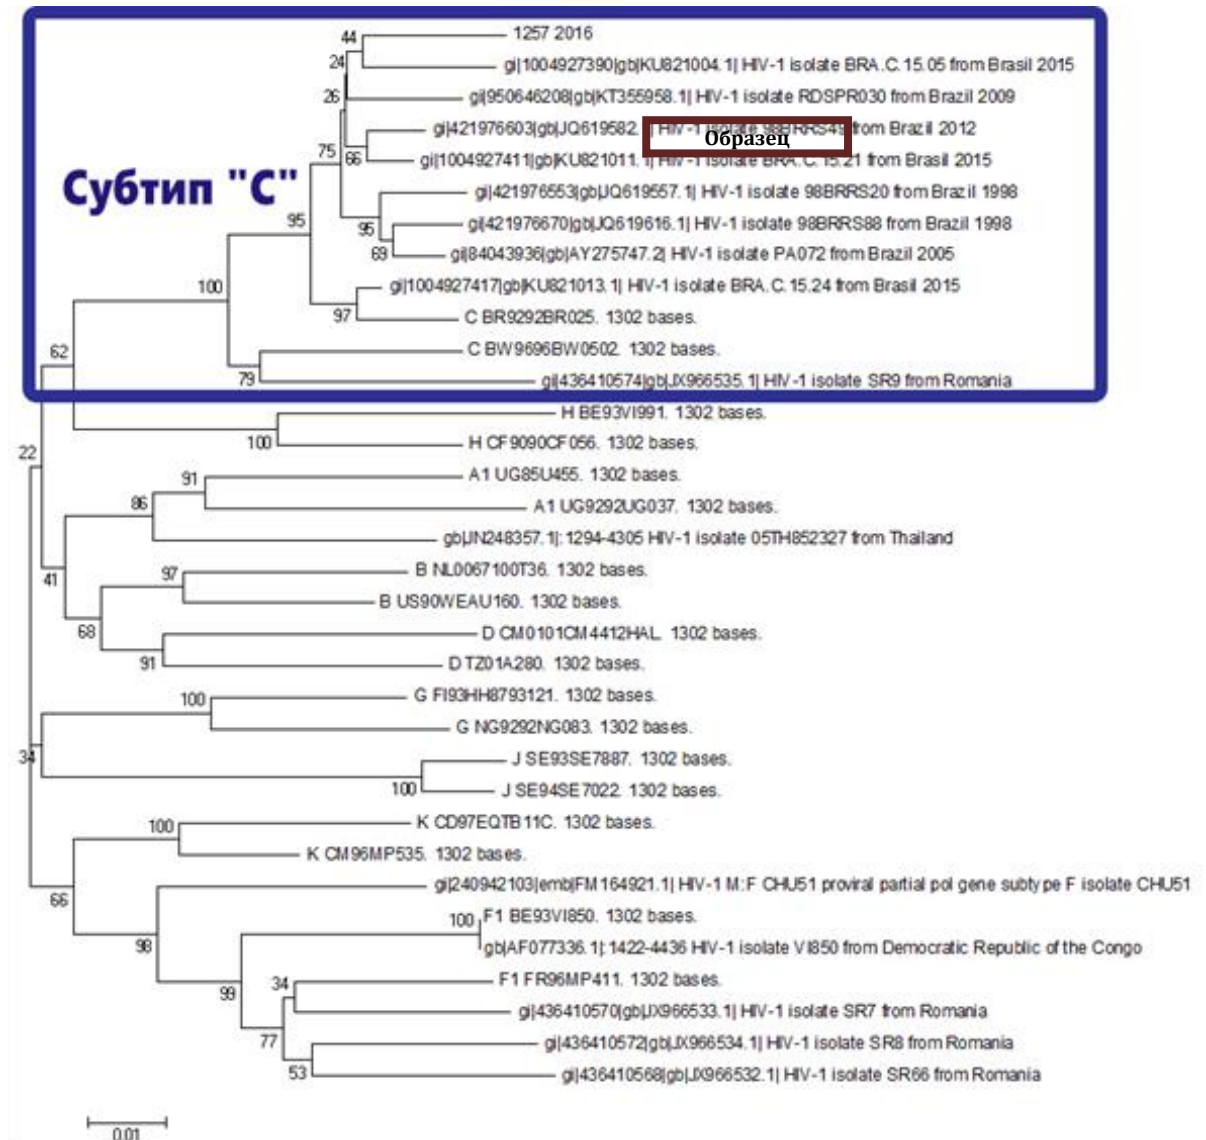 44
1257 2016
24
gi|1004927390|gb|KU821004.1| HIV-1 isolate BRA.C.15.05 from Brasil 2015
26
gi|950646208|gb|KT355958.1| HIV-1 isolate RDSPR030 from Brazil 2009
gi|421976603|gb|JQ619582. | HIV-1 isolate 98BRRS49 from Brazil 2012
Образец
75
66
gi|1004927411|gb|KU821011.1| HIV-1 isolate BRA.C.15.21 from Brasil 2015
Субтип "С"
gi|421976553|gb|JQ619557.1| HIV-1 isolate 98BRRS20 from Brazil 1998
95
95
gi|421976670|gb|JQ619616.1| HIV-1 isolate 98BRRS88 from Brazil 1998
69
gi|84043936|gb|AY275747.2| HIV-1 isolate PA072 from Brazil 2005
100
gi|1004927417|gb|KU821013.1| HIV-1 isolate BRA.C.15.24 from Brasil 2015
97
C BR9292BR025. 1302 bases.
62
C BW9696BW0502. 1302 bases.
79
gi|436410574|gb|JX966535.1| HIV-1 isolate SR9 from Romania
H BE93VI991. 1302 bases.
100
H CF9090CF056. 1302 bases.
22
91
A1 UG85U455. 1302 bases.
86
A1 UG9292UG037. 1302 bases.
gb|JN248357.1|:1294-4305 HIV-1 isolate 05TH852327 from Thailand
41
97
B NL0067100T36. 1302 bases.
B US90WEAU160. 1302 bases.
68
D CM0101CM4412HAL. 1302 bases.
91
D TZ01A280. 1302 bases.
100
G FI93HH8793121. 1302 bases.
G NG9292NG083. 1302 bases.
34
J SE93SE7887. 1302 bases.
100
J SE94SE7022. 1302 bases.
100
K CD97EQTB11C. 1302 bases.
K CM96MP535. 1302 bases.
66
gi|240942103|emb|FM164921.1| HIV-1 M:F CHU51 proviral partial pol gene subtype F isolate CHU51
100
F1 BE93VI850. 1302 bases.
98
gb|AF077336.1|:1422-4436 HIV-1 isolate VI850 from Democratic Republic of the Congo
99
34
F1 FR96MP411. 1302 bases.
gi|436410570|gb|JX966533.1| HIV-1 isolate SR7 from Romania
77
gi|436410572|gb|JX966534.1| HIV-1 isolate SR8 from Romania
53
gi|436410568|gb|JX966532.1| HIV-1 isolate SR66 from Romania
0.01